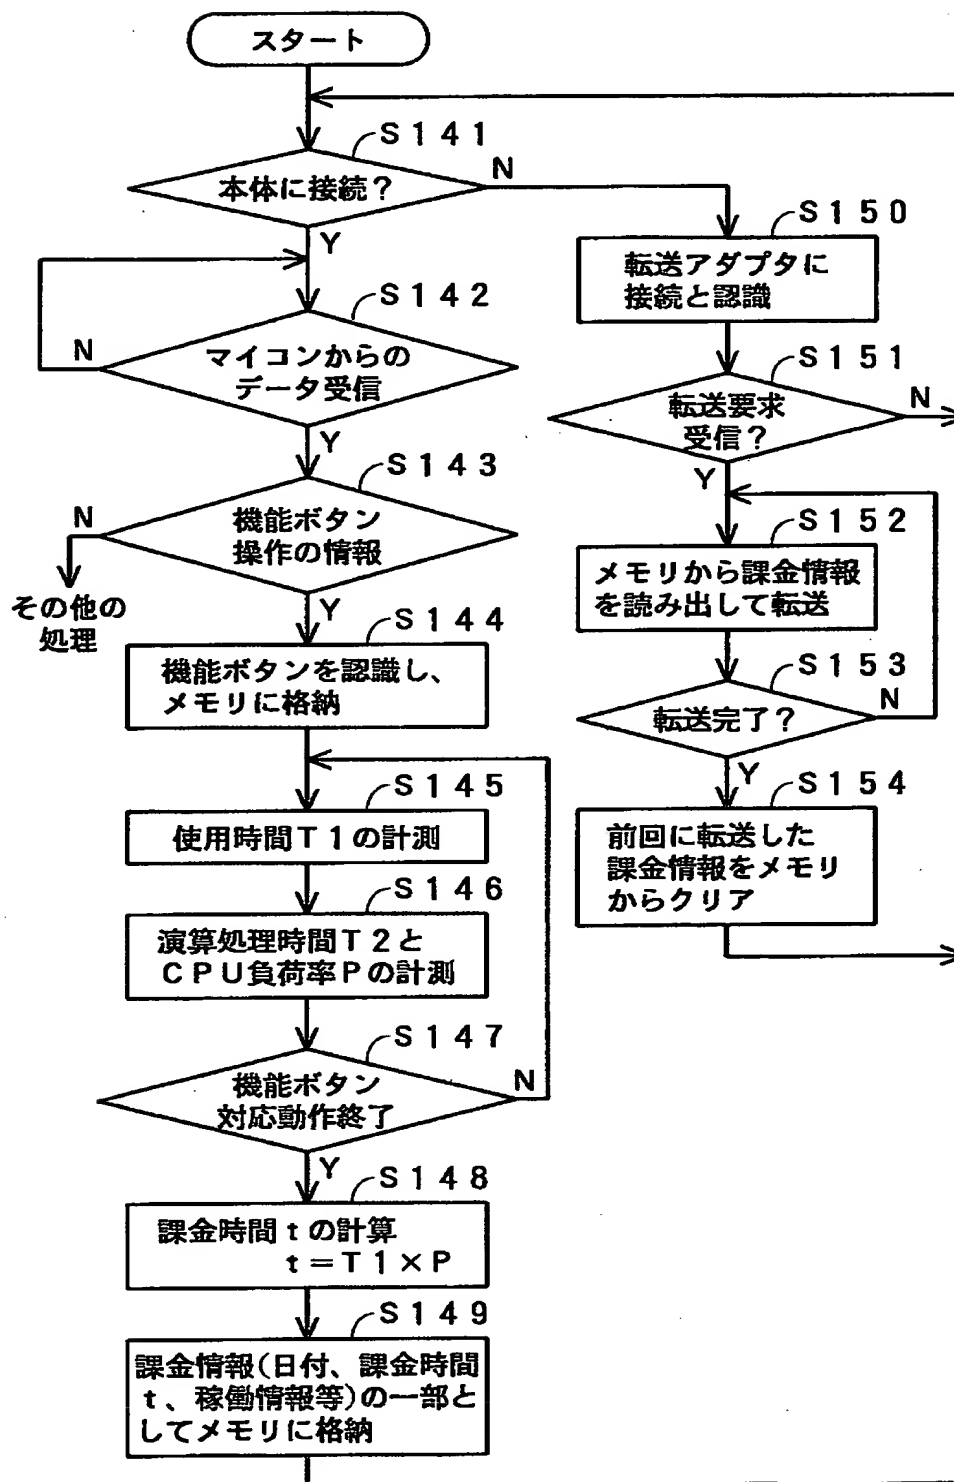 スタート
S141
本体に接続?
N
Y
S142
マイコンからの
データ受信
N
Y
S143
機能ボタン
操作の情報
N
その他の
処理
Y
S144
機能ボタンを認識し、
メモリに格納
S145
使用時間T1の計測
S146
演算処理時間T2と
CPU負荷率Pの計測
S147
機能ボタン
対応動作終了
N
Y
S148
課金時間tの計算
t=T1×P
S149
課金情報(日付、課金時間
t、稼働情報等)の一部と
してメモリに格納
S150
転送アダプタに
接続と認識
S151
転送要求
受信?
N
Y
S152
メモリから課金情報
を読み出して転送
S153
転送完了?
N
Y
S154
前回に転送した
課金情報をメモリ
からクリア